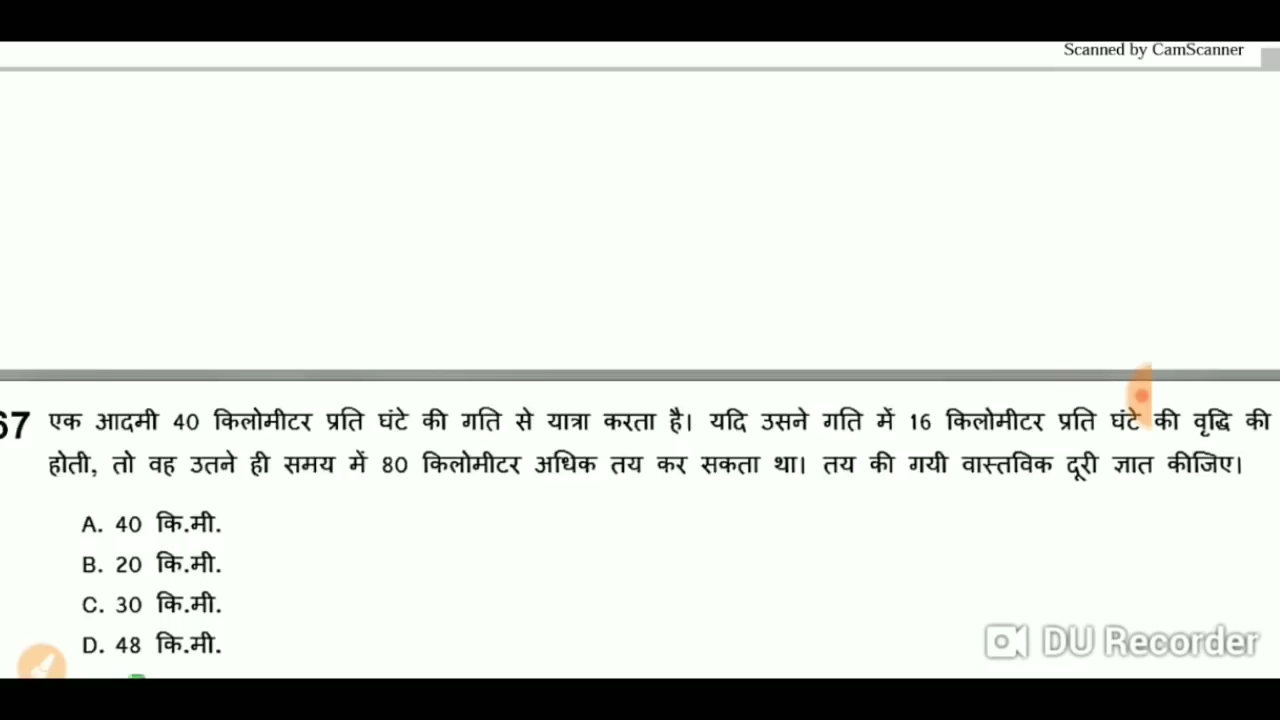 Scanned by CamScanner
67 एक आदमी 40 किलोमीटर प्रति घंटे की गति से यात्रा करता है। यदि उसने गति में 16 किलोमीटर प्रति घंटे की वृद्धि की
होती, तो वह उतने ही समय में 80 किलोमीटर अधिक तय कर सकता था। तय की गयी वास्तविक दूरी ज्ञात कीजिए।
A. 40 कि.मी.
B. 20 कि.मी.
C. 30 कि.मी.
D. 48 कि.मी.
DU Recorder